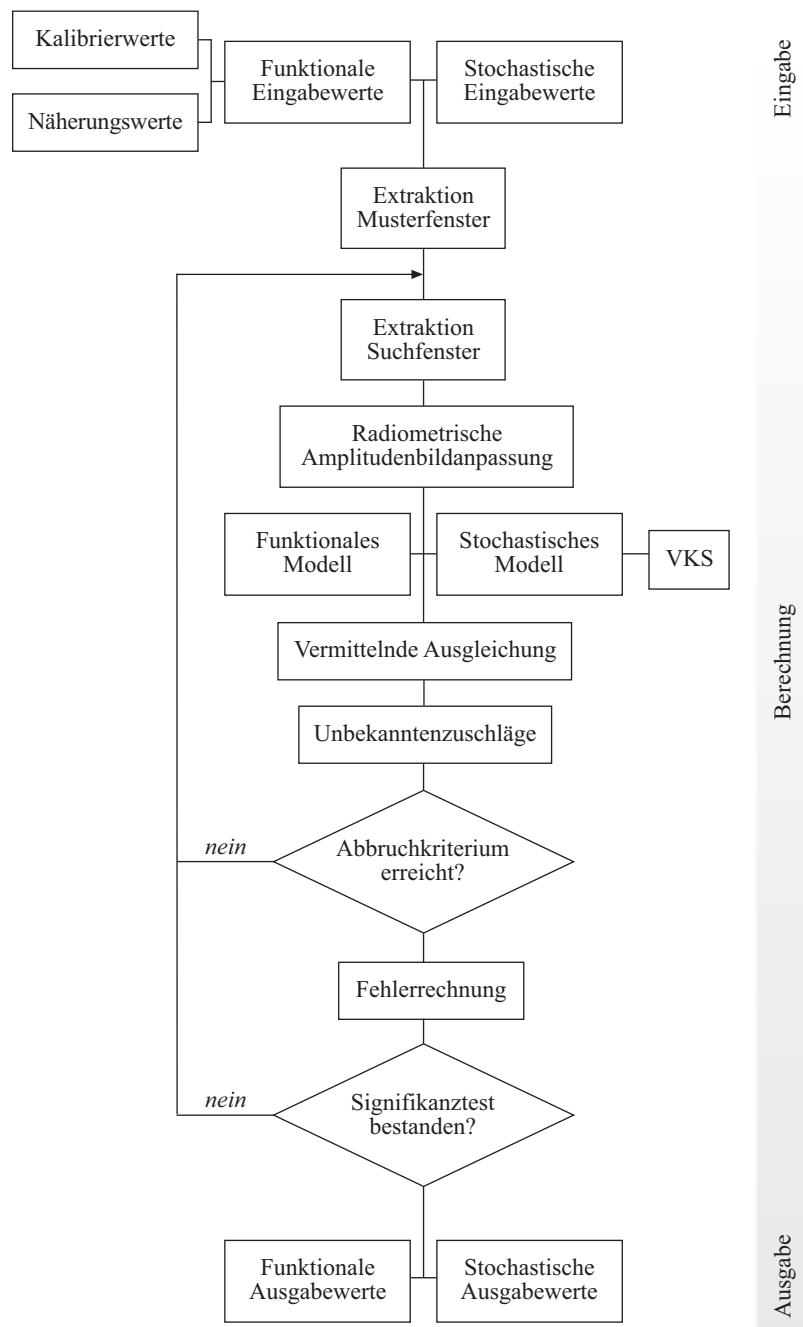 Kalibrierwerte
Näherungswerte
Funktionale
Eingabewerte
Stochastische
Eingabewerte
Eingabe
Extraktion
Musterfenster
Extraktion
Suchfenster
Radiometrische
Amplitudenbildanpassung
Funktionales
Modell
Stochastisches
Modell
VKS
Berechnung
Vermittelnde Ausgleichung
Unbekanntenzuschläge
nein
Abbruchkriterium
erreicht?
Fehlerrechnung
nein
Signifikanztest
bestanden?
Funktionale
Ausgabewerte
Stochastische
Ausgabewerte
Ausgabe